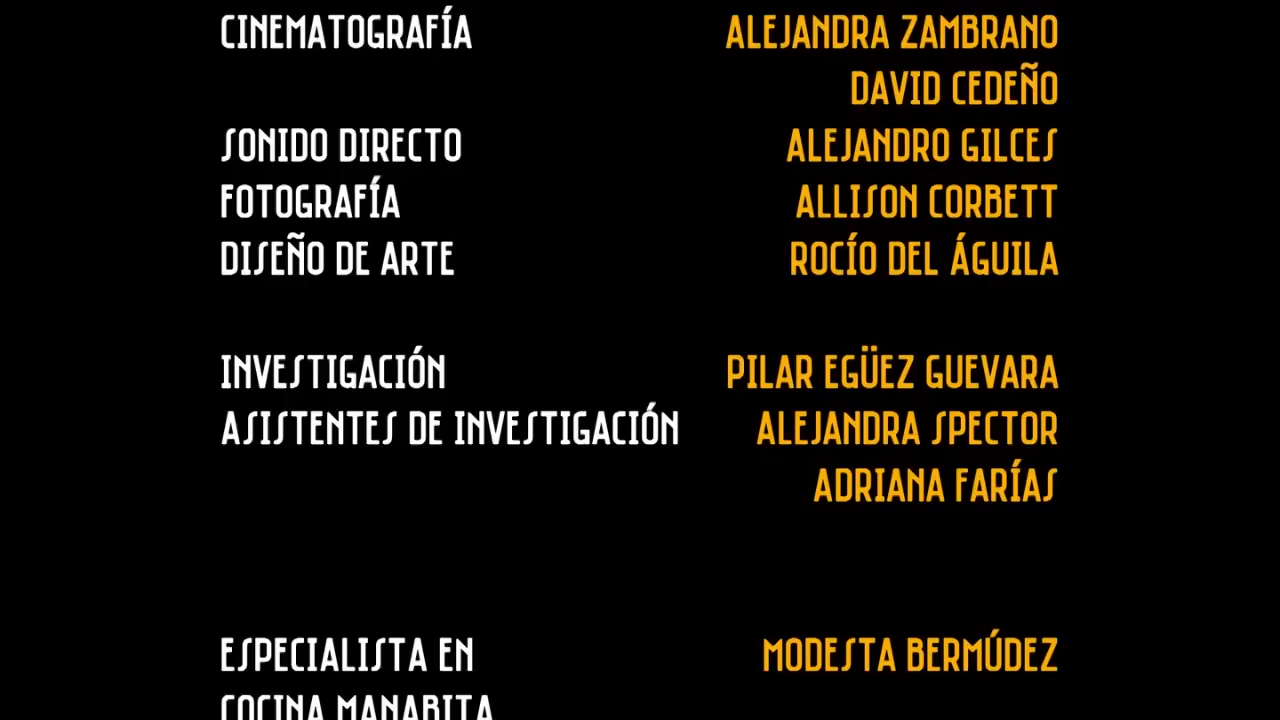 CINEMATOGRAFÍA ALEJANDRA ZAMBRANO
DAVID CEDEÑO
SONIDO DIRECTO ALEJANDRO GILCES
FOTOGRAFÍA ALLISON CORBETT
DISEÑO DE ARTE ROCÍO DEL ÁGUILA
INVESTIGACIÓN PILAR EGÜEZ GUEVARA
ASISTENTES DE INVESTIGACIÓN ALEJANDRA SPECTOR
ADRIANA FARÍAS
ESPECIALISTA EN MODESTA BERMÚDEZ
COCINA MANABITA